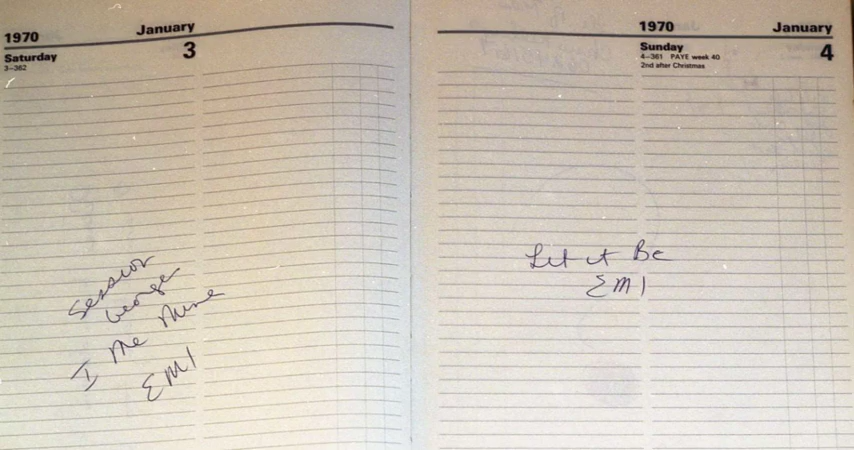 1970 January
Saturday 3
3–362
Session
George
I Me Mine
EMI
1970 January
Sunday 4
4–361 PAYE week 40
2nd after Christmas
Let it Be
EMI